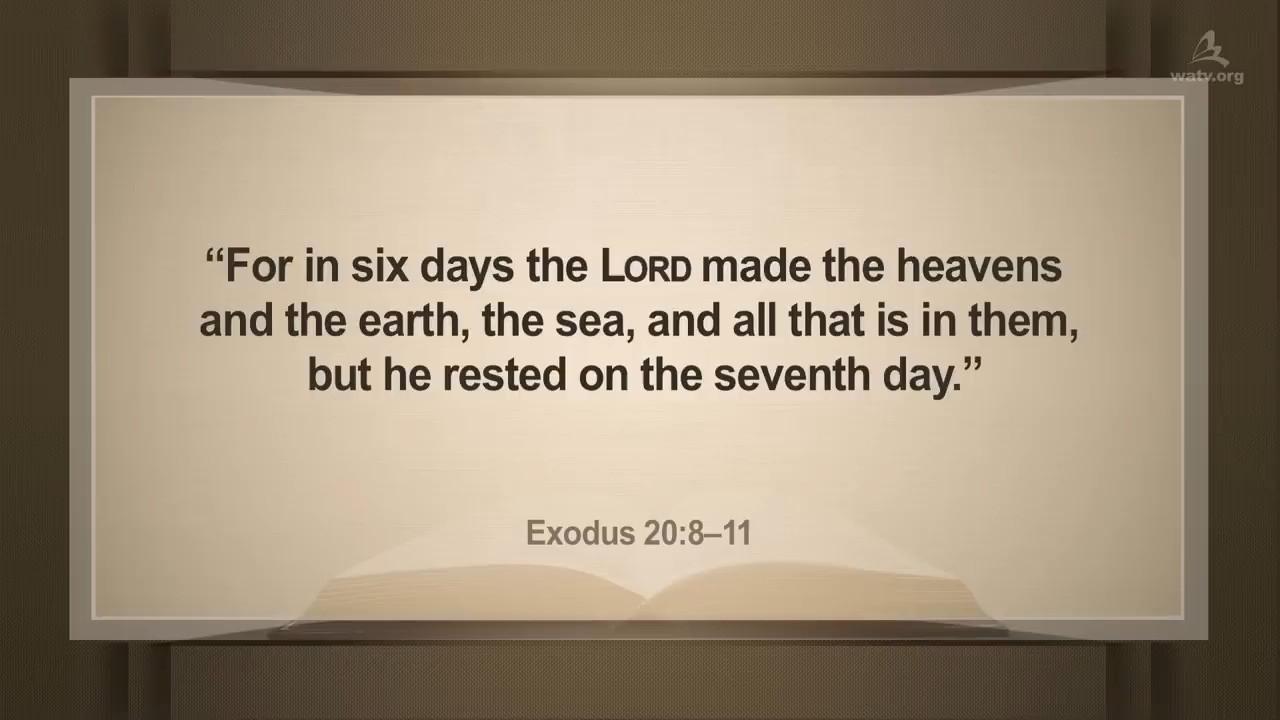 watv.org
“For in six days the LORD made the heavens
and the earth, the sea, and all that is in them,
but he rested on the seventh day.”
Exodus 20:8–11